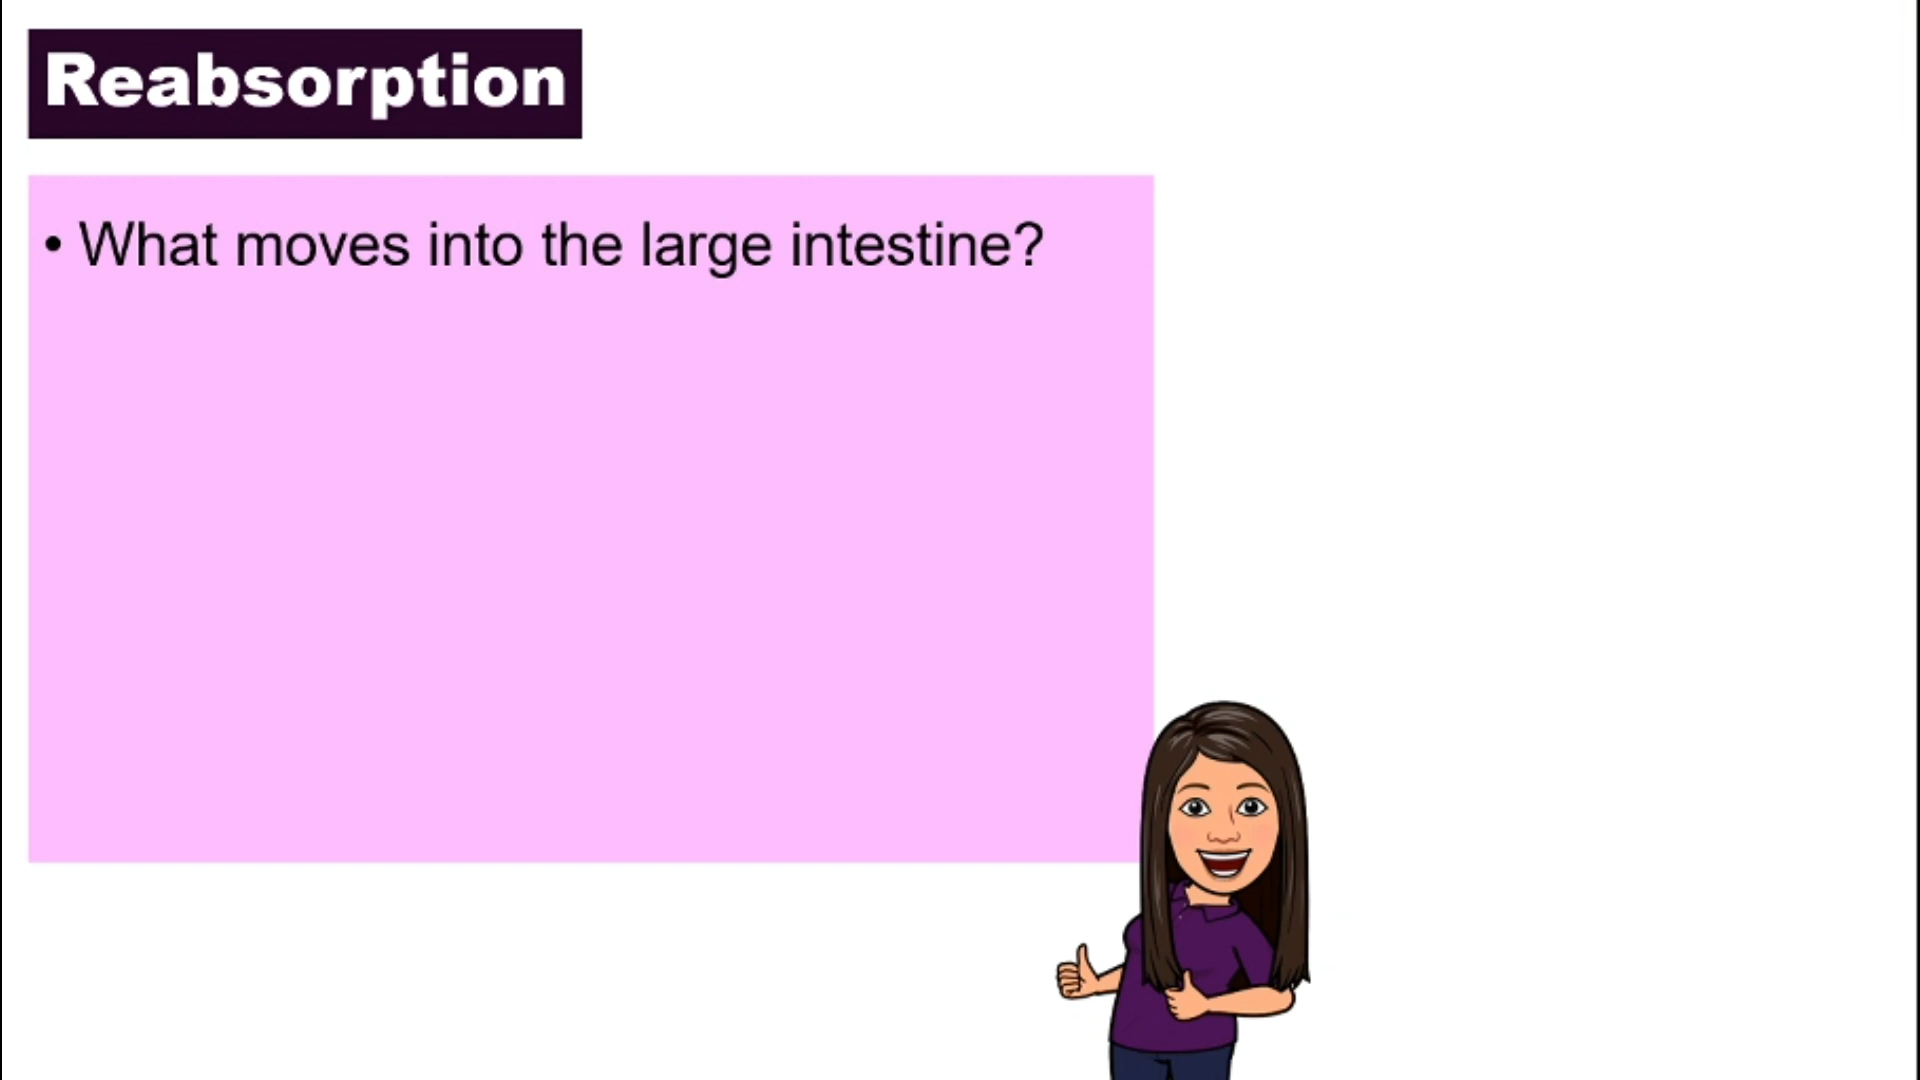 Reabsorption
• What moves into the large intestine?